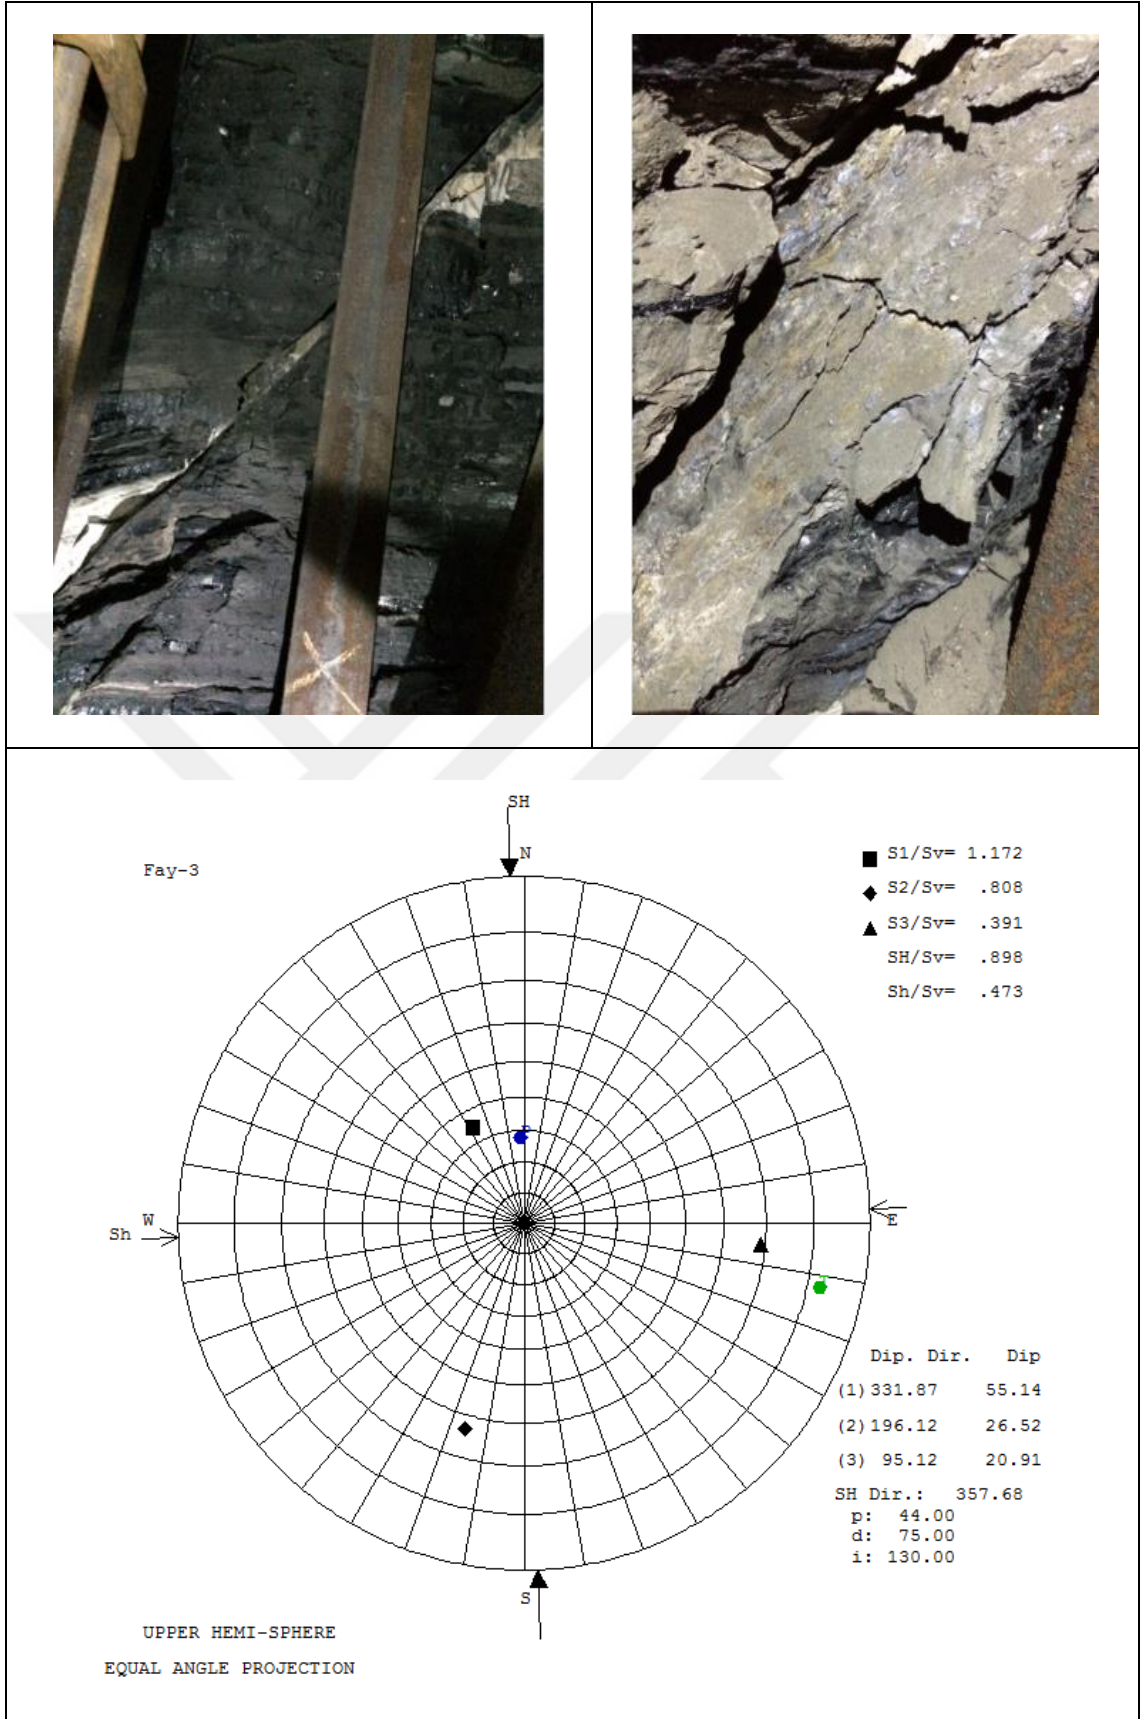 SH
N
Fay-3
S1/Sv= 1.172
S2/Sv= .808
S3/Sv= .391
SH/Sv= .898
Sh/Sv= .473
P
Sh W
E
T
Dip. Dir. Dip
(1) 331.87 55.14
(2) 196.12 26.52
(3) 95.12 20.91
SH Dir.: 357.68
p: 44.00
d: 75.00
i: 130.00
S
UPPER HEMI-SPHERE
EQUAL ANGLE PROJECTION